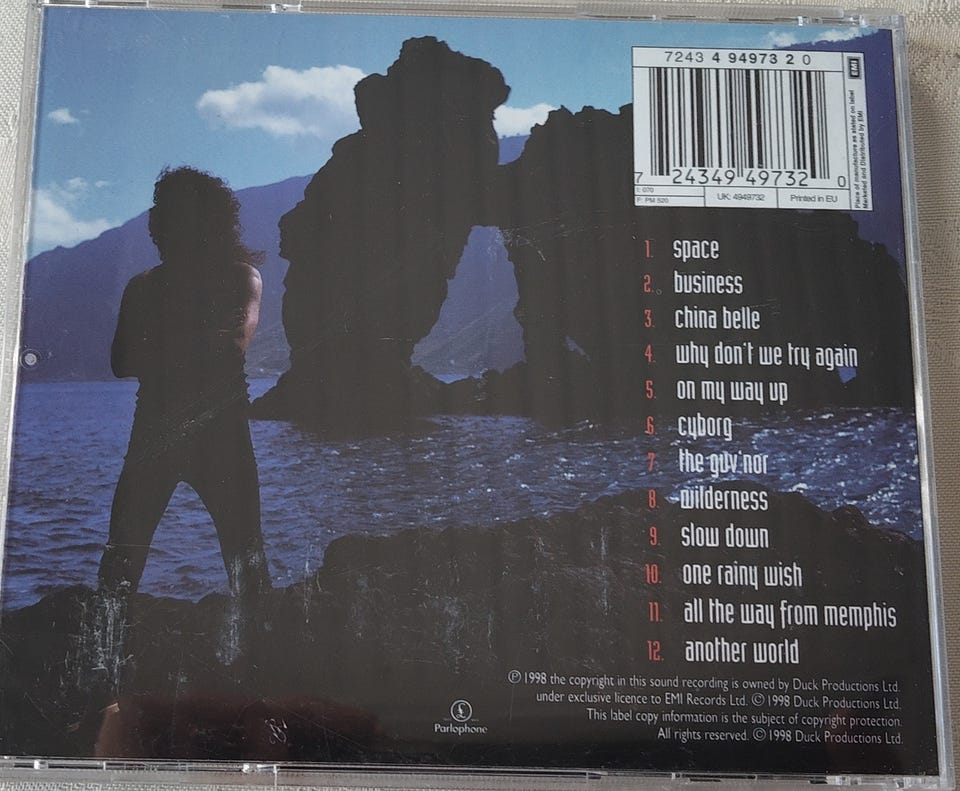 7243 4 94973 2 0
EMI
Place of manufacture as stated on label
Marketed and Distributed by EMI
7 24349 49732 0
I: 070
F: PM 520
UK: 4949732
Printed in EU
1. space
2. business
3. china belle
4. why don't we try again
5. on my way up
6. cyborg
7 the guv'nor
8. wilderness
9. slow down
10. one rainy wish
11. all the way from memphis
12. another world
℗ 1998 the copyright in this sound recording is owned by Duck Productions Ltd.
under exclusive licence to EMI Records Ltd. © 1998 Duck Productions Ltd.
This label copy information is the subject of copyright protection.
All rights reserved. © 1998 Duck Productions Ltd.
£
Parlophone